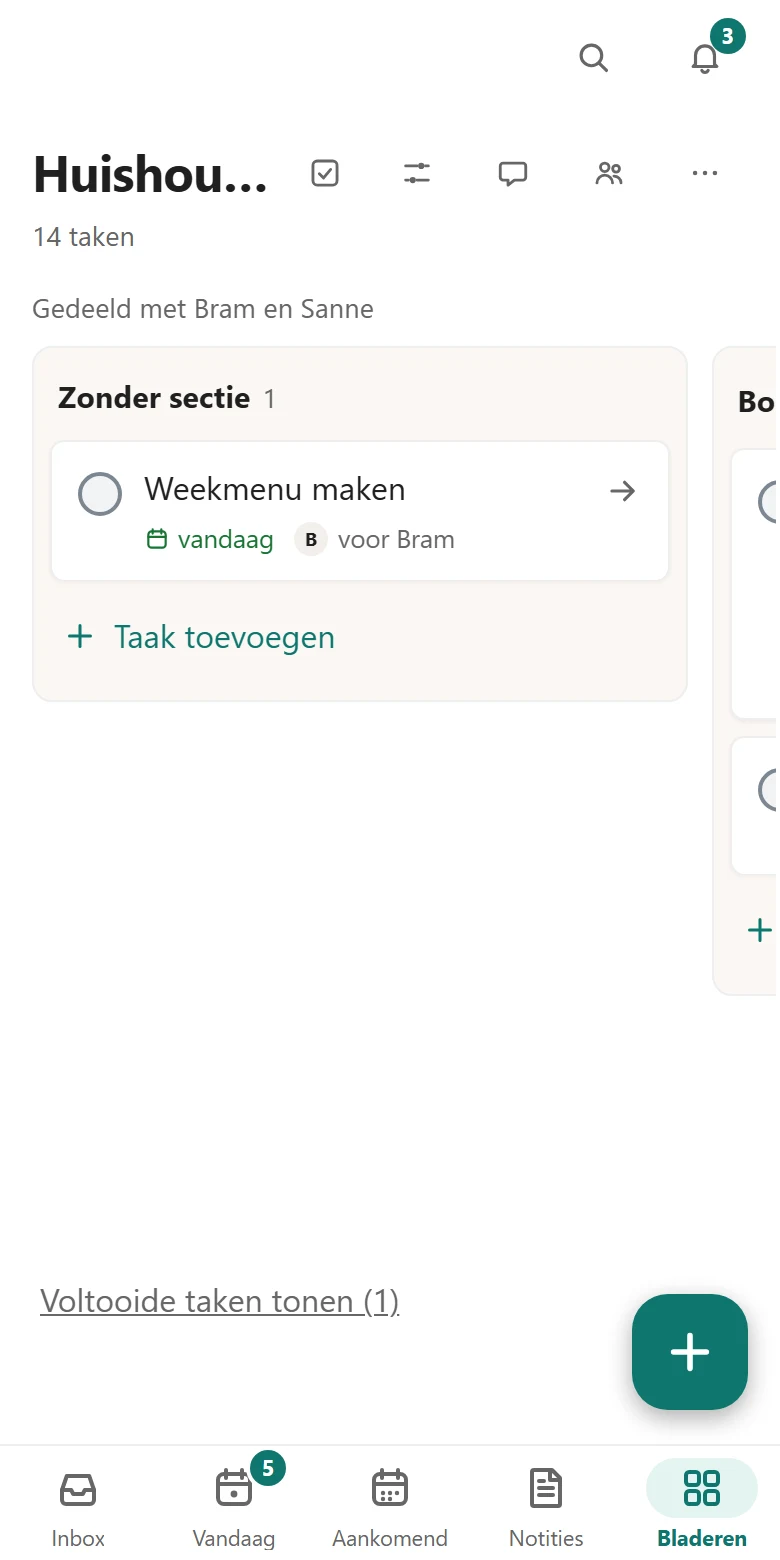 3
Huishou...
14 taken
Gedeeld met Bram en Sanne
Zonder sectie 1
Bo
Weekmenu maken
vandaag B voor Bram
Taak toevoegen
Voltooide taken tonen (1)
5
Inbox Vandaag Aankomend Notities Bladeren